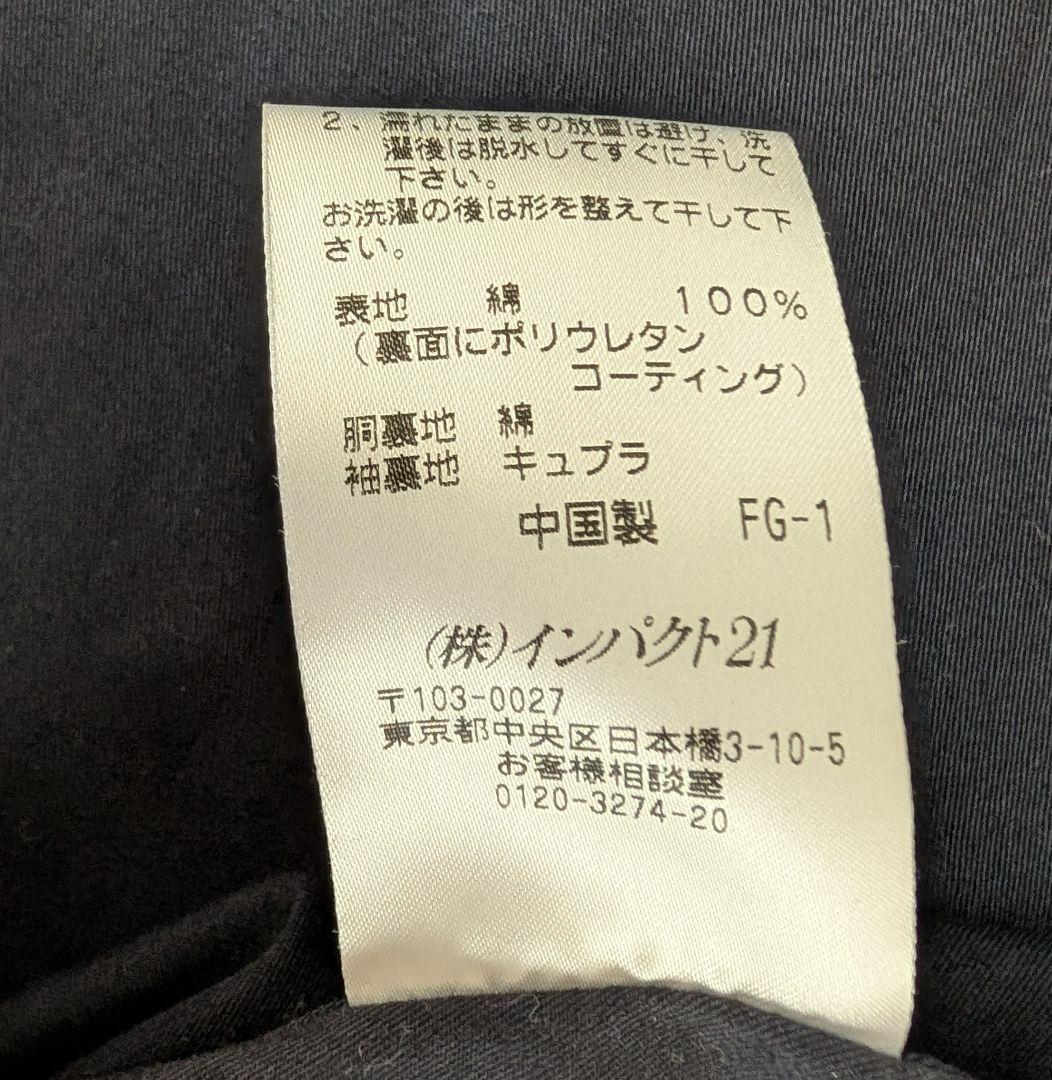 2、濡れたままの放置は避け、洗
濯後は脱水してすぐに干して
下さい。
お洗濯の後は形を整えて干して下
さい。
表地 綿 100%
(裏面にポリウレタン
コーティング)
胴裏地 綿
袖裏地 キュプラ
中国製 FG-1
(株)インパクト21
〒103-0027
東京都中央区日本橋3-10-5
お客様相談室
0120-3274-20